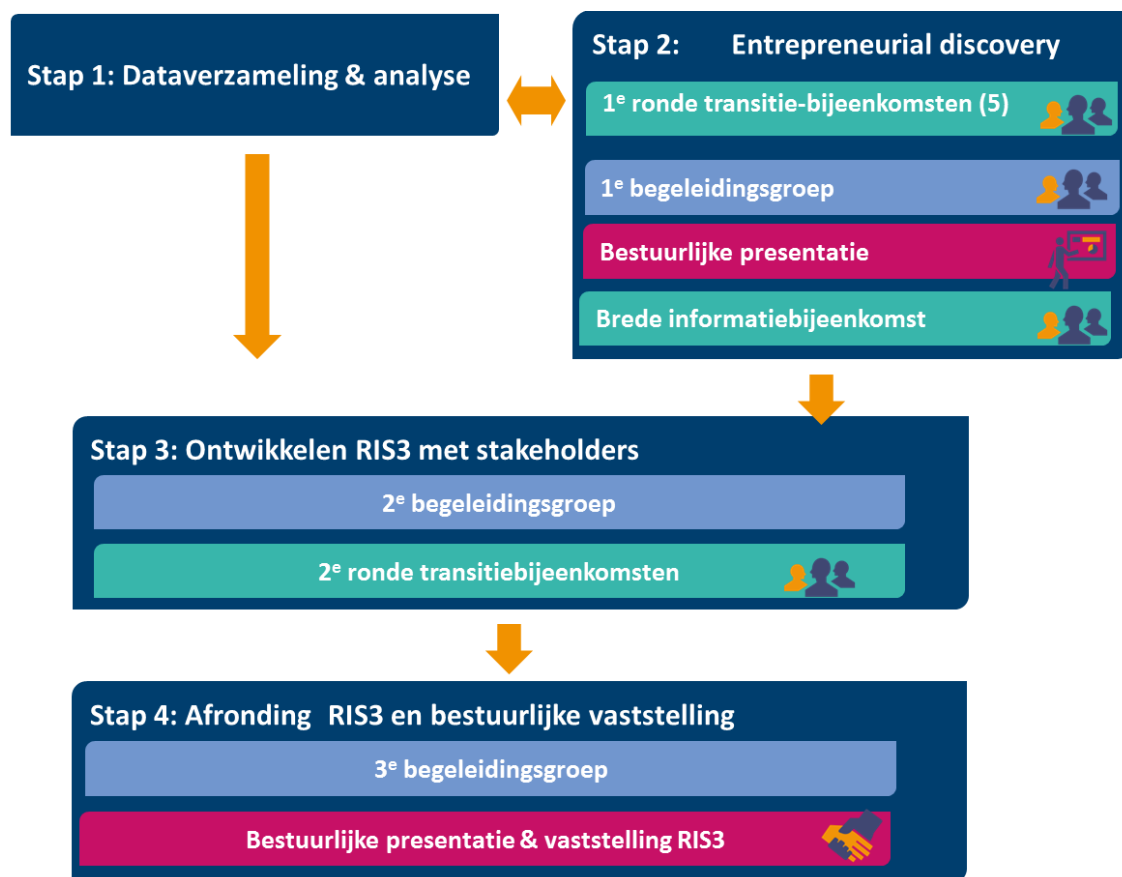 Stap 1: Dataverzameling & analyse
Stap 2: Entrepreneurial discovery
1e ronde transitie-bijeenkomsten (5)
1e begeleidingsgroep
Bestuurlijke presentatie
Brede informatiebijeenkomst
Stap 3: Ontwikkelen RIS3 met stakeholders
2e begeleidingsgroep
2e ronde transitiebijeenkomsten
Stap 4: Afronding RIS3 en bestuurlijke vaststelling
3e begeleidingsgroep
Bestuurlijke presentatie & vaststelling RIS3